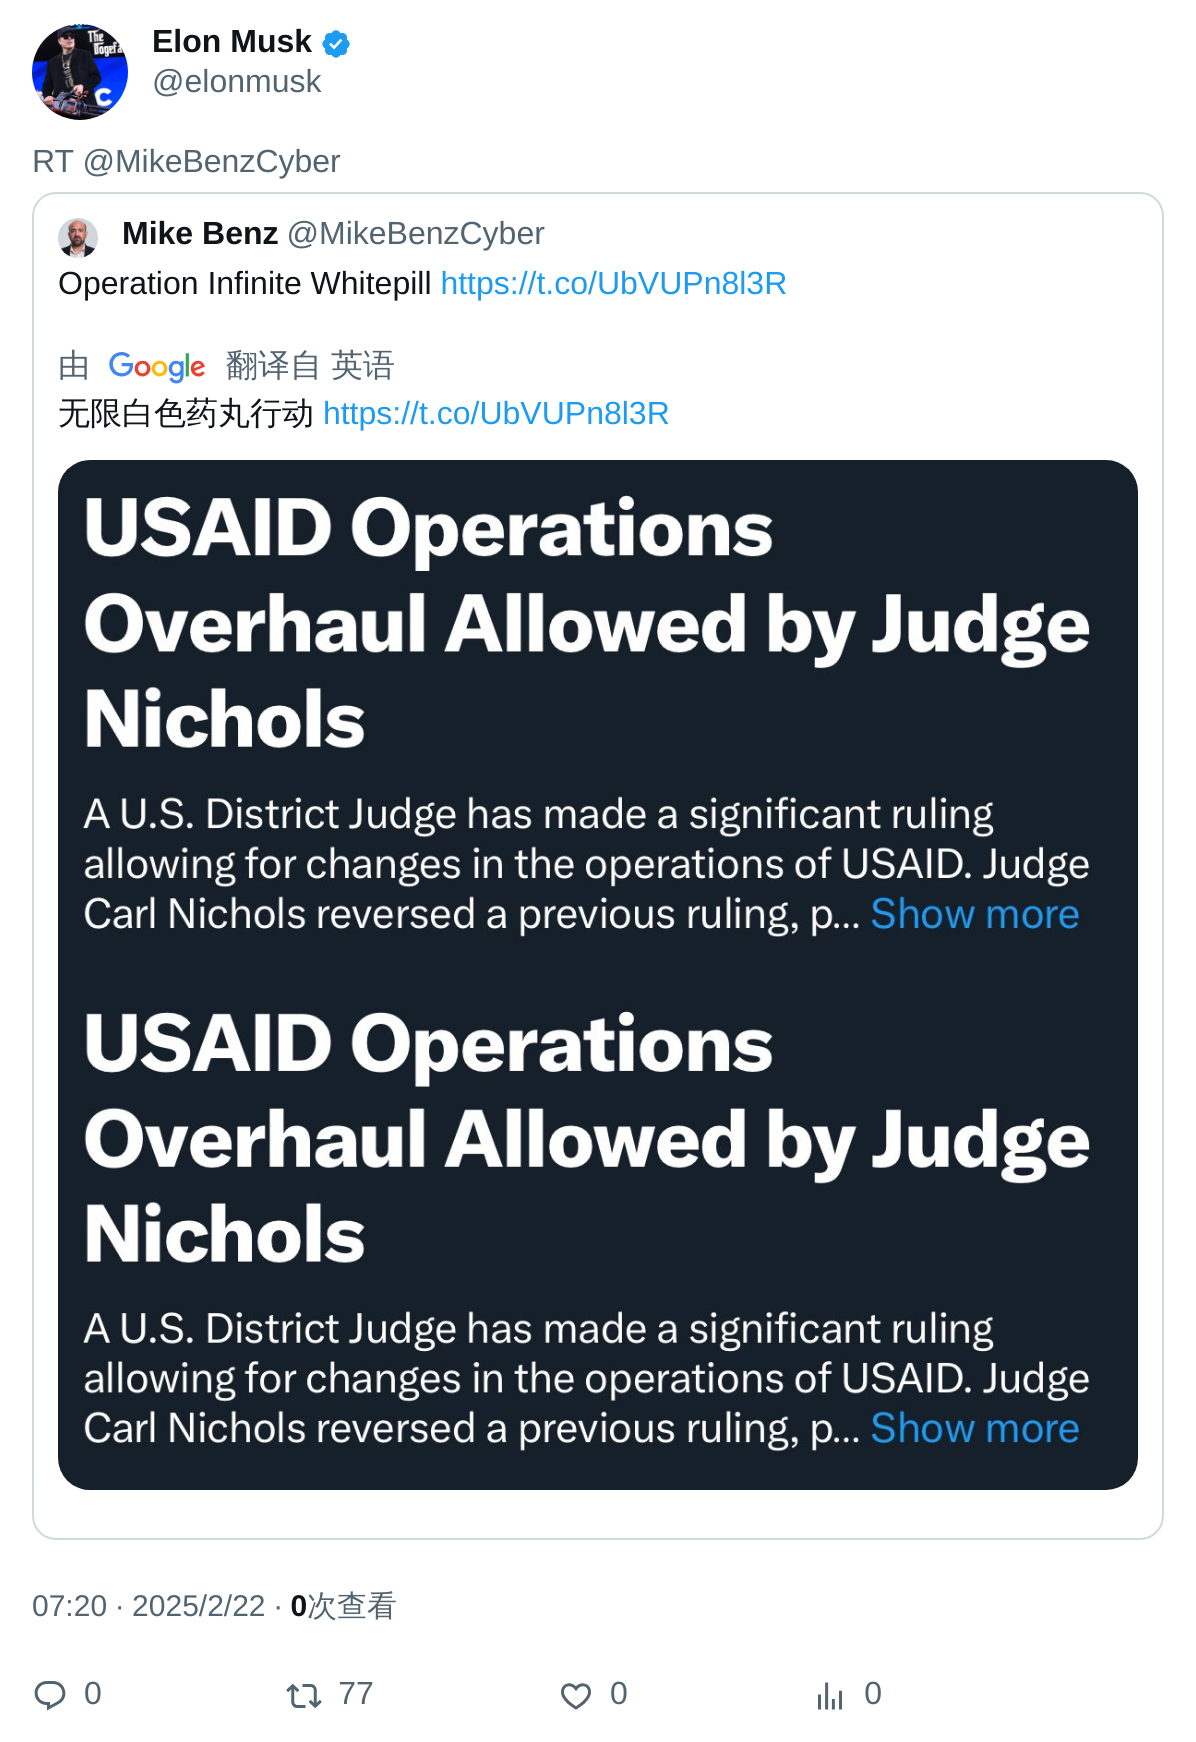 The
Dogefa
C
Elon Musk
@elonmusk
RT @MikeBenzCyber
Mike Benz @MikeBenzCyber
Operation Infinite Whitepill https://t.co/UbVUPn8l3R
由 Google 翻译自 英语
无限白色药丸行动 https://t.co/UbVUPn8l3R
USAID Operations
Overhaul Allowed by Judge
Nichols
A U.S. District Judge has made a significant ruling
allowing for changes in the operations of USAID. Judge
Carl Nichols reversed a previous ruling, p... Show more
USAID Operations
Overhaul Allowed by Judge
Nichols
A U.S. District Judge has made a significant ruling
allowing for changes in the operations of USAID. Judge
Carl Nichols reversed a previous ruling, p... Show more
07:20 · 2025/2/22 · 0次查看
0 77 0 0